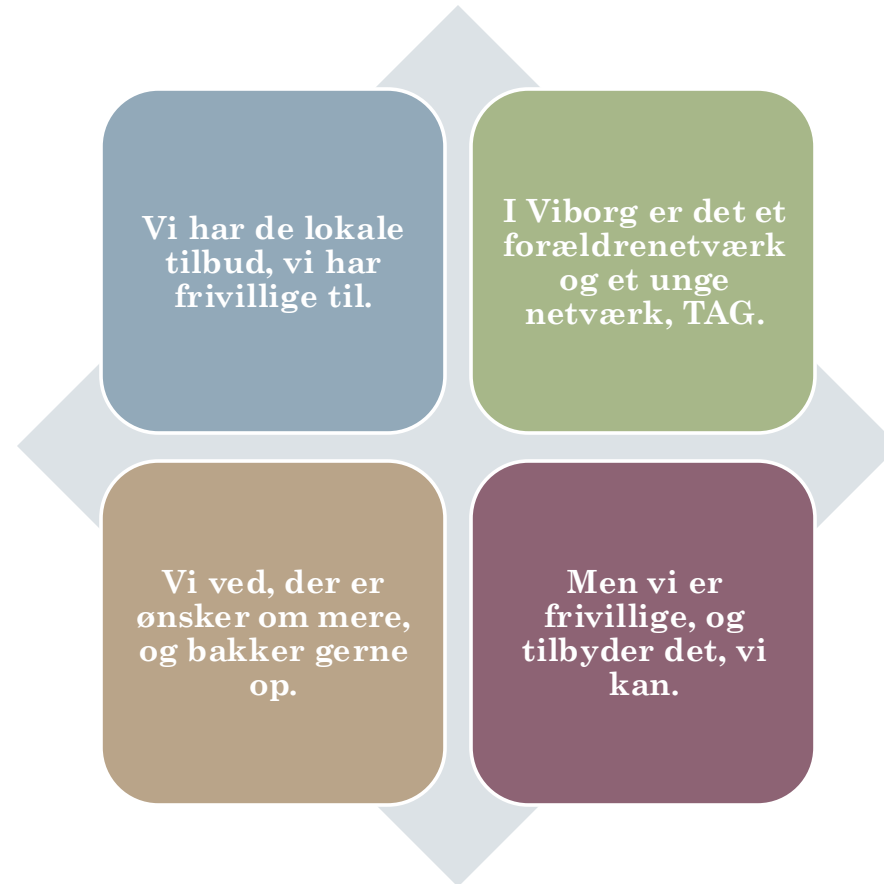 Vi har de lokale
tilbud, vi har
frivillige til.
I Viborg er det et
forældrenetværk
og et unge
netværk, TAG.
Vi ved, der er
ønsker om mere,
og bakker gerne
op.
Men vi er
frivillige, og
tilbyder det, vi
kan.